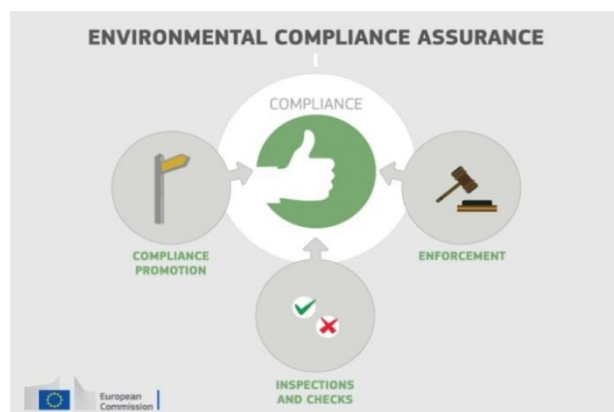 ENVIRONMENTAL COMPLIANCE ASSURANCE
COMPLIANCE
COMPLIANCE
PROMOTION
ENFORCEMENT
INSPECTIONS
AND CHECKS
European
Commission